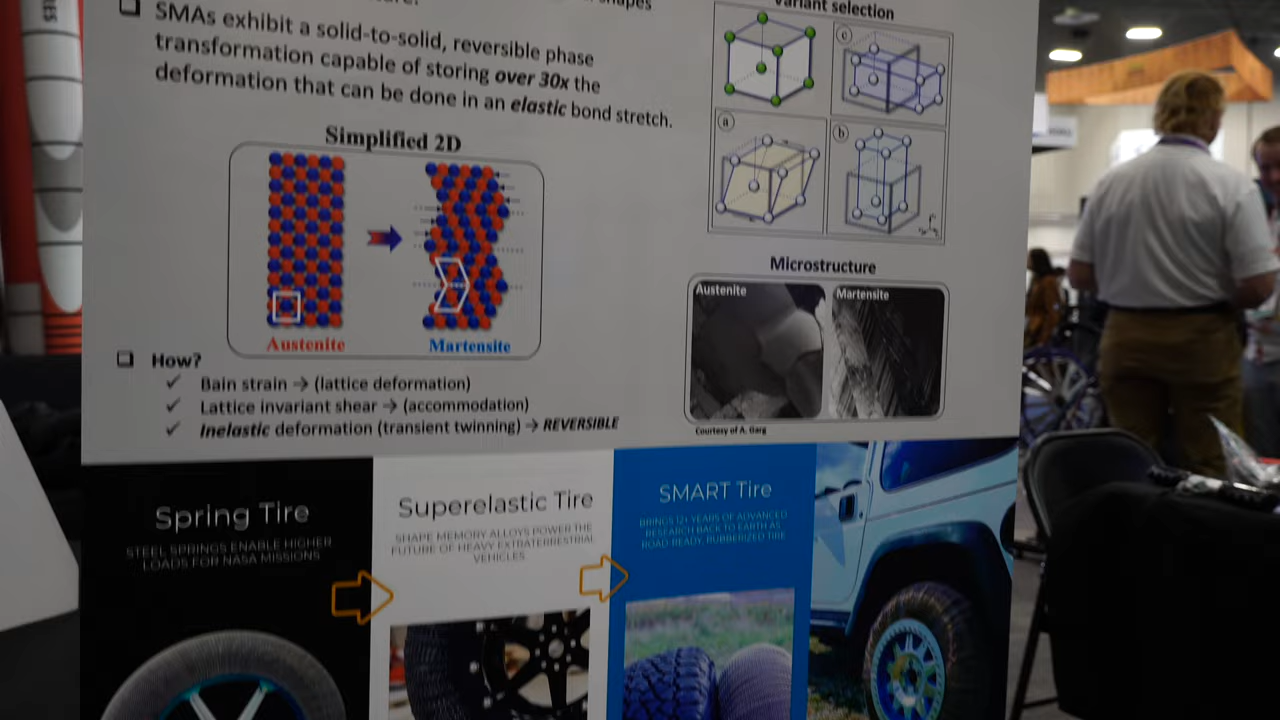 shapes
SMAs exhibit a solid-to-solid, reversible phase
transformation capable of storing over 30x the
deformation that can be done in an elastic bond stretch.
Simplified 2D
Austenite
Martensite
How?
✓ Bain strain → (lattice deformation)
✓ Lattice invariant shear → (accommodation)
✓ Inelastic deformation (transient twinning) → REVERSIBLE
Variant selection
c
a
b
Microstructure
Austenite
Martensite
Courtesy of A. Garg
Spring Tire
STEEL SPRINGS ENABLE HIGHER
LOADS FOR NASA MISSIONS
Superelastic Tire
SHAPE MEMORY ALLOYS POWER THE
FUTURE OF HEAVY EXTRATERRESTRIAL
VEHICLES.
SMART Tire
BRINGS 12+ YEARS OF ADVANCED
RESEARCH BACK TO EARTH AS
ROAD READY, RUBBERIZED TIRE